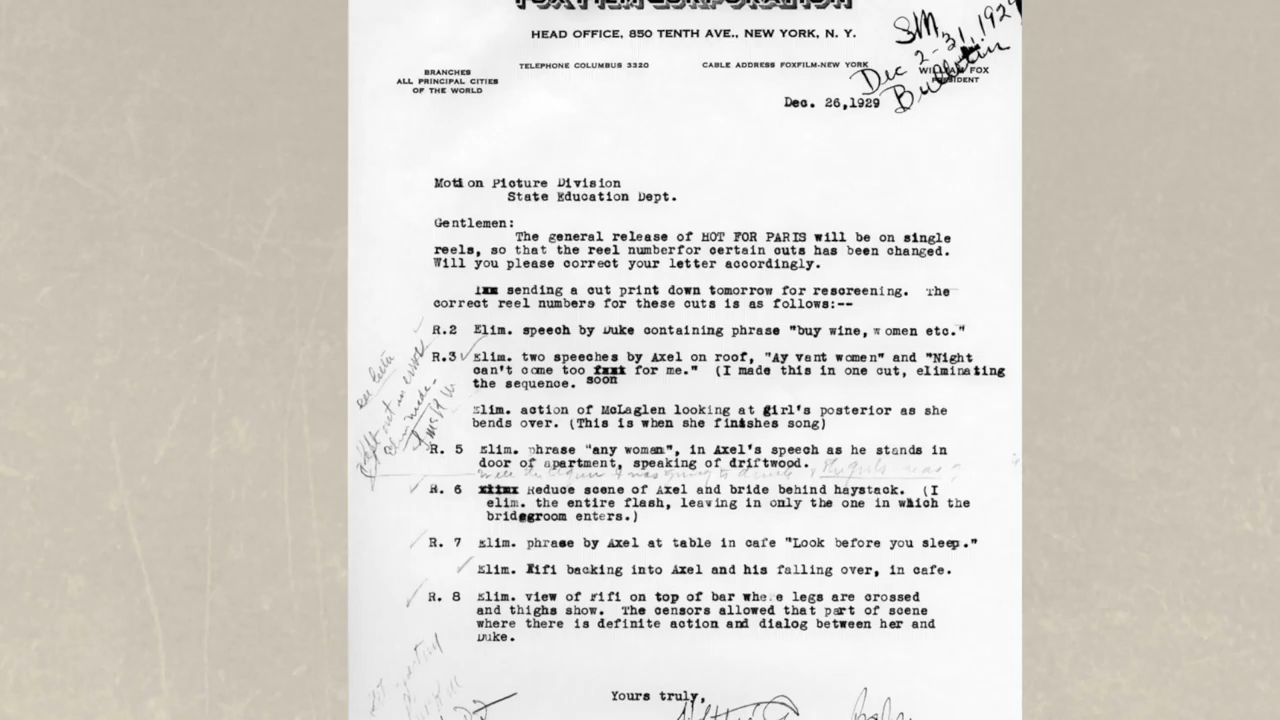 FOX FILM CORPORATION
HEAD OFFICE, 850 TENTH AVE., NEW YORK, N. Y.
TELEPHONE COLUMBUS 3320
CABLE ADDRESS FOXFILM-NEW YORK
BRANCHES
ALL PRINCIPAL CITIES
OF THE WORLD
WILLIAM FOX
PRESIDENT
SM
Dec 2-31, 1929
Bulletin
Dec. 26,1929
Motion Picture Division
State Education Dept.
Gentlemen:
The general release of HOT FOR PARIS will be on single
reels, so that the reel numberfor certain cuts has been changed.
Will you please correct your letter accordingly.
sending a cut print down tomorrow for rescreening. The
correct reel numbers for these cuts is as follows:--
R.2 Elim. speech by Duke containing phrase "buy wine, women etc."
R.3 Elim. two speeches by Axel on roof, "Ay vant women" and "Night
can't come too soon for me." (I made this in one cut, eliminating
the sequence.
Elim. action of McLaglen looking at girl's posterior as she
bends over. (This is when she finishes song)
R. 5 Elim. phrase "any woman", in Axel's speech as he stands in
door of apartment, speaking of driftwood.
R. 6 Reduce scene of Axel and bride behind haystack. (I
elim. the entire flash, leaving in only the one in which the
bridegroom enters.)
R. 7 Elim. phrase by Axel at table in cafe "Look before you sleep."
Elim. Fifi backing into Axel and his falling over, in cafe.
R. 8 Elim. view of Fifi on top of bar where legs are crossed
and thighs show. The censors allowed that part of scene
where there is definite action and dialog between her and
Duke.
Yours truly,